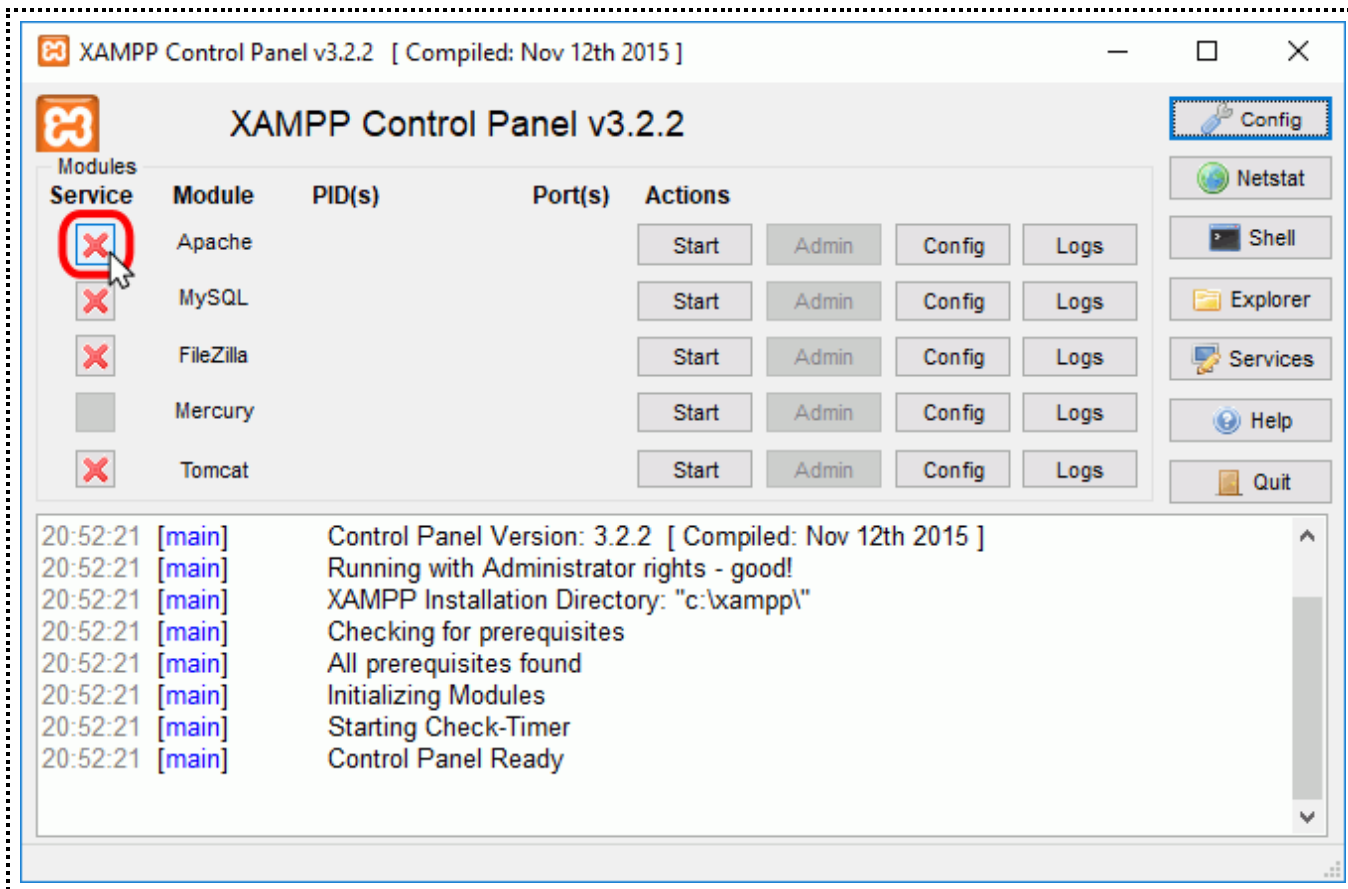 XAMPP Control Panel v3.2.2 [ Compiled: Nov 12th 2015 ]
XAMPP Control Panel v3.2.2
Config
Modules
Service Module PID(s) Port(s) Actions
Netstat
Apache Start Admin Config Logs
Shell
MySQL Start Admin Config Logs
Explorer
FileZilla Start Admin Config Logs
Services
Mercury Start Admin Config Logs
Help
Tomcat Start Admin Config Logs
Quit
20:52:21 [main] Control Panel Version: 3.2.2 [ Compiled: Nov 12th 2015 ]
20:52:21 [main] Running with Administrator rights - good!
20:52:21 [main] XAMPP Installation Directory: "c:\xampp\"
20:52:21 [main] Checking for prerequisites
20:52:21 [main] All prerequisites found
20:52:21 [main] Initializing Modules
20:52:21 [main] Starting Check-Timer
20:52:21 [main] Control Panel Ready